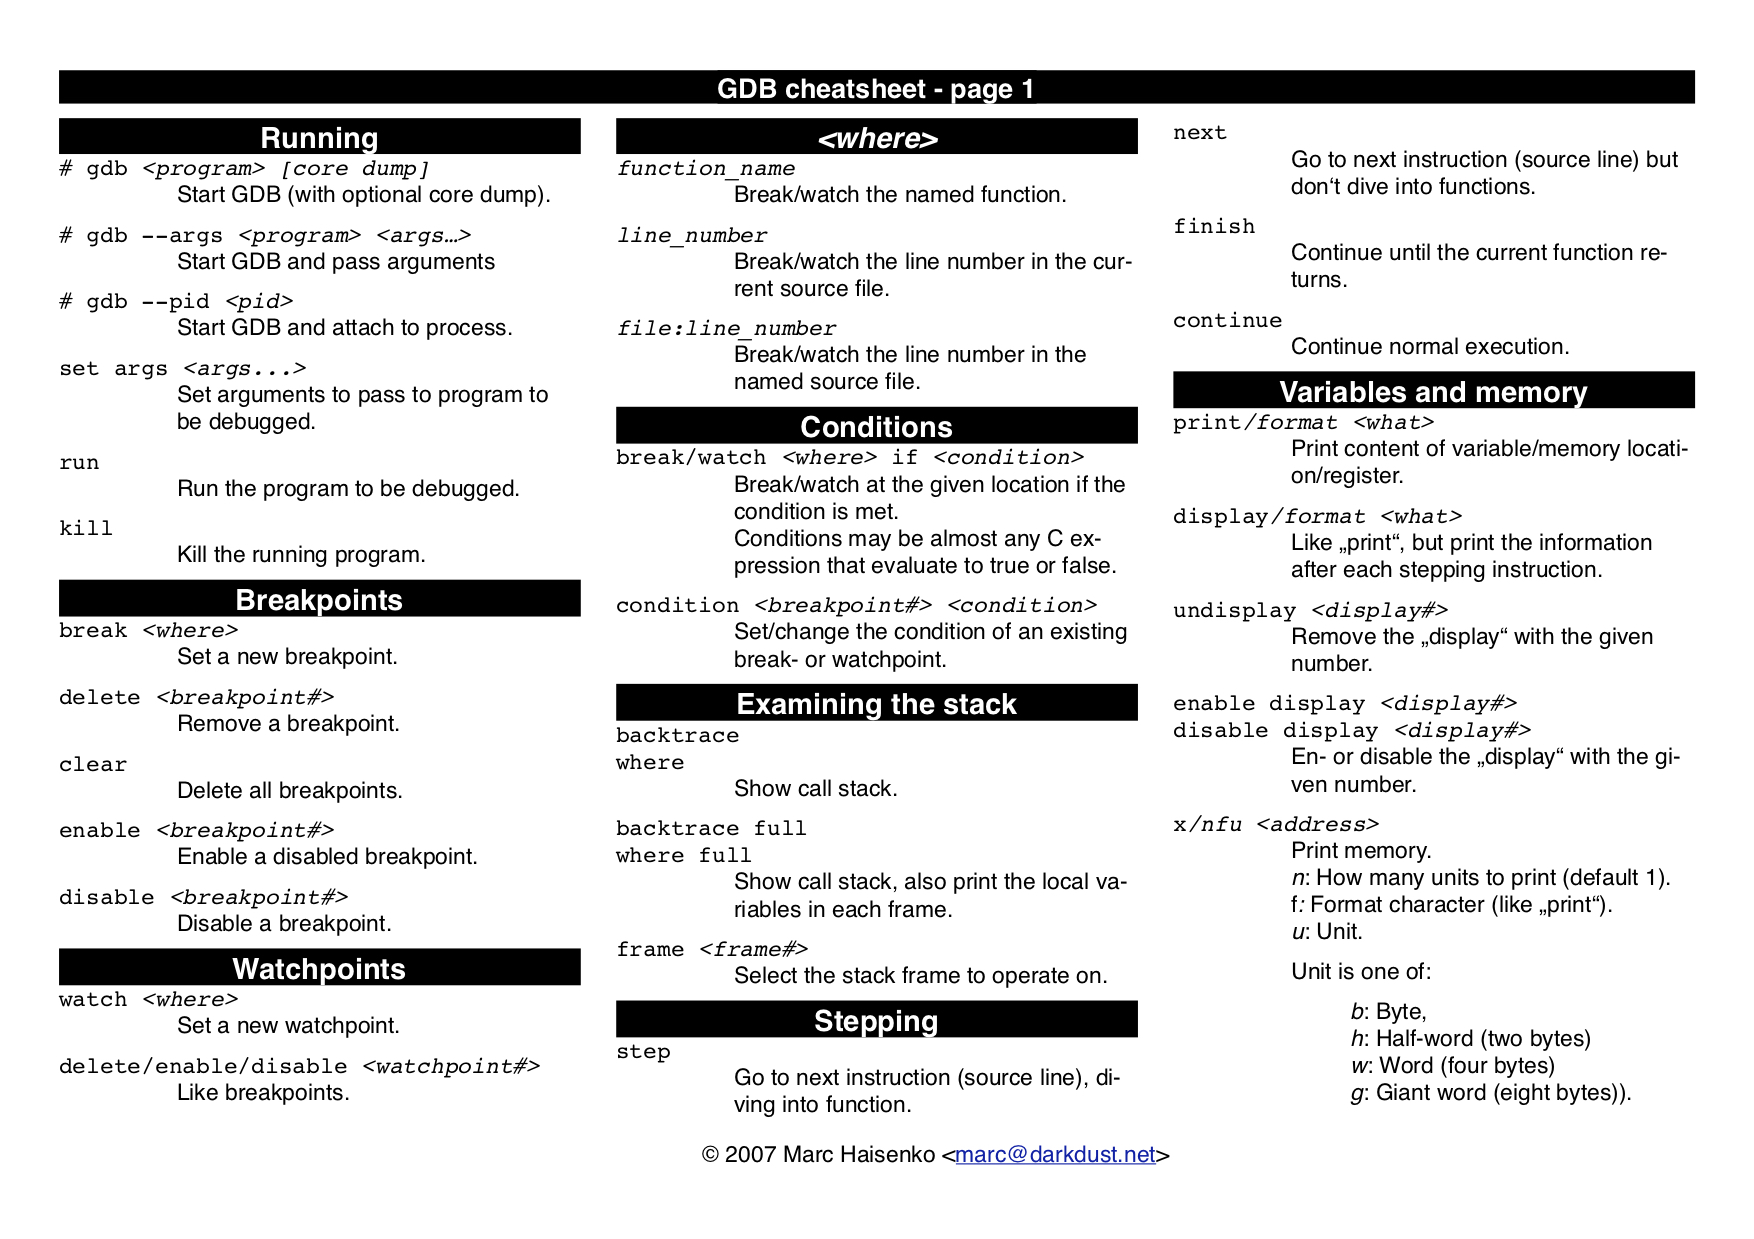 GDB cheatsheet - page 1
Running
# gdb <program> [core dump]
Start GDB (with optional core dump).
# gdb --args <program> <args…>
Start GDB and pass arguments
# gdb --pid <pid>
Start GDB and attach to process.
set args <args...>
Set arguments to pass to program to
be debugged.
run
Run the program to be debugged.
kill
Kill the running program.
Breakpoints
break <where>
Set a new breakpoint.
delete <breakpoint#>
Remove a breakpoint.
clear
Delete all breakpoints.
enable <breakpoint#>
Enable a disabled breakpoint.
disable <breakpoint#>
Disable a breakpoint.
Watchpoints
watch <where>
Set a new watchpoint.
delete/enable/disable <watchpoint#>
Like breakpoints.
<where>
function_name
Break/watch the named function.
line_number
Break/watch the line number in the cur-
rent source file.
file:line_number
Break/watch the line number in the
named source file.
Conditions
break/watch <where> if <condition>
Break/watch at the given location if the
condition is met.
Conditions may be almost any C ex-
pression that evaluate to true or false.
condition <breakpoint#> <condition>
Set/change the condition of an existing
break- or watchpoint.
Examining the stack
backtrace
where
Show call stack.
backtrace full
where full
Show call stack, also print the local va-
riables in each frame.
frame <frame#>
Select the stack frame to operate on.
Stepping
step
Go to next instruction (source line), di-
ving into function.
next
Go to next instruction (source line) but
don‘t dive into functions.
finish
Continue until the current function re-
turns.
continue
Continue normal execution.
Variables and memory
print/format <what>
Print content of variable/memory locati-
on/register.
display/format <what>
Like „print“, but print the information
after each stepping instruction.
undisplay <display#>
Remove the „display“ with the given
number.
enable display <display#>
disable display <display#>
En- or disable the „display“ with the gi-
ven number.
x/nfu <address>
Print memory.
n: How many units to print (default 1).
f: Format character (like „print“).
u: Unit.
Unit is one of:
b: Byte,
h: Half-word (two bytes)
w: Word (four bytes)
g: Giant word (eight bytes)).
© 2007 Marc Haisenko <marc@darkdust.net>